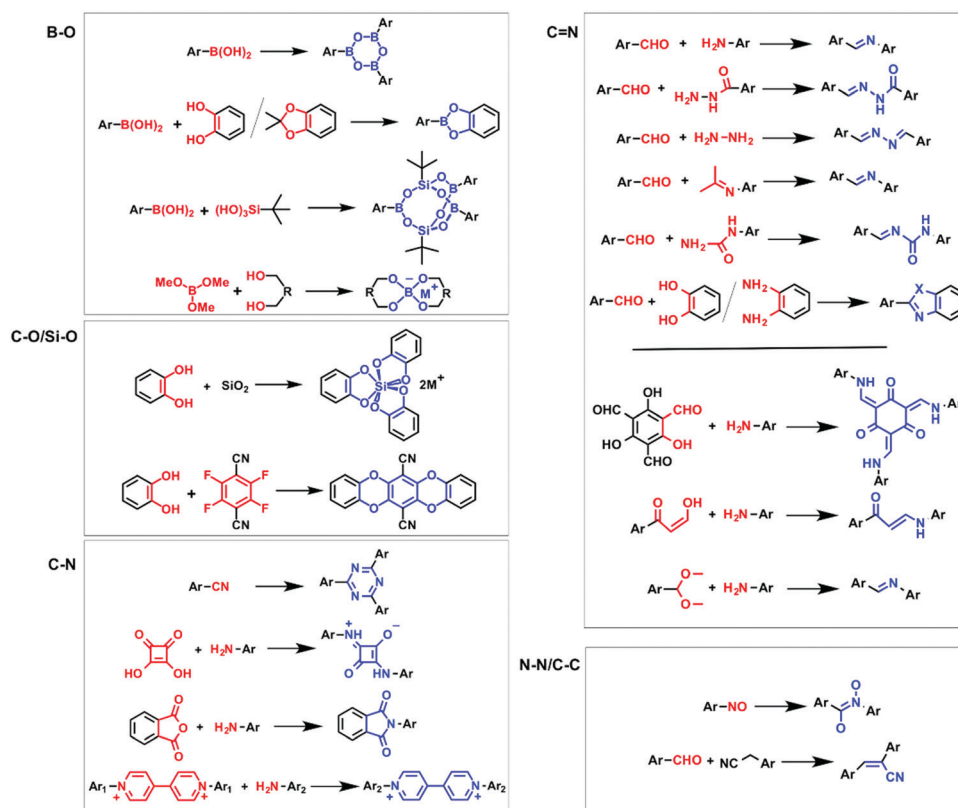 B-O
Ar-B(OH)2
Ar
B O B
O O
B
Ar
Ar
Ar-B(OH)2 + HO HO
O
O
Ar-B
O
O
Ar-B(OH)2 + (HO)3Si
Ar-B
O
Si
O
B
Ar
O
O
B
Ar
O
Si
O
MeO
B
OMe
OMe
+
HO
R
HO
R
O
O
B
−
O
O
M+
R
C-O/Si-O
OH
OH
+ SiO2
O
O
Si
O
O
O
O
2M+
OH
OH
+
CN
F
F
F
F
CN
CN
O
O
O
O
CN
C-N
Ar-CN
Ar
N
N
N
Ar
Ar
O
O
HO
OH
+ H2N-Ar
+
Ar-NH
O
−
O
HN-Ar
O
O
O
+ H2N-Ar
O
N-Ar
O
Ar1-N
+
N-Ar1
+
+ H2N-Ar2
Ar2-N
+
N-Ar2
+
C=N
Ar-CHO + H2N-Ar
Ar
N
Ar
Ar-CHO + H2N
N
H
O
Ar
Ar
N
N
H
O
Ar
Ar-CHO + H2N-NH2
Ar
N
N
Ar
Ar-CHO +
N-Ar
Ar
N
Ar
Ar-CHO + NH2
O
H
N-Ar
Ar
N
O
H
N
Ar
Ar-CHO +
OH
HO
NH2
NH2
Ar
X
N
OHC
OH
CHO
HO
OH
CHO
+ H2N-Ar
Ar
NH
O
O
HN
Ar
O
NH
Ar
O
OH
Ar
+ H2N-Ar
O
Ar
N
H
Ar
Ar
O
O
+ H2N-Ar
Ar
N
Ar
N-N/C-C
Ar-NO
O
Ar
N
Ar
O
Ar-CHO + NC
Ar
Ar
Ar
CN